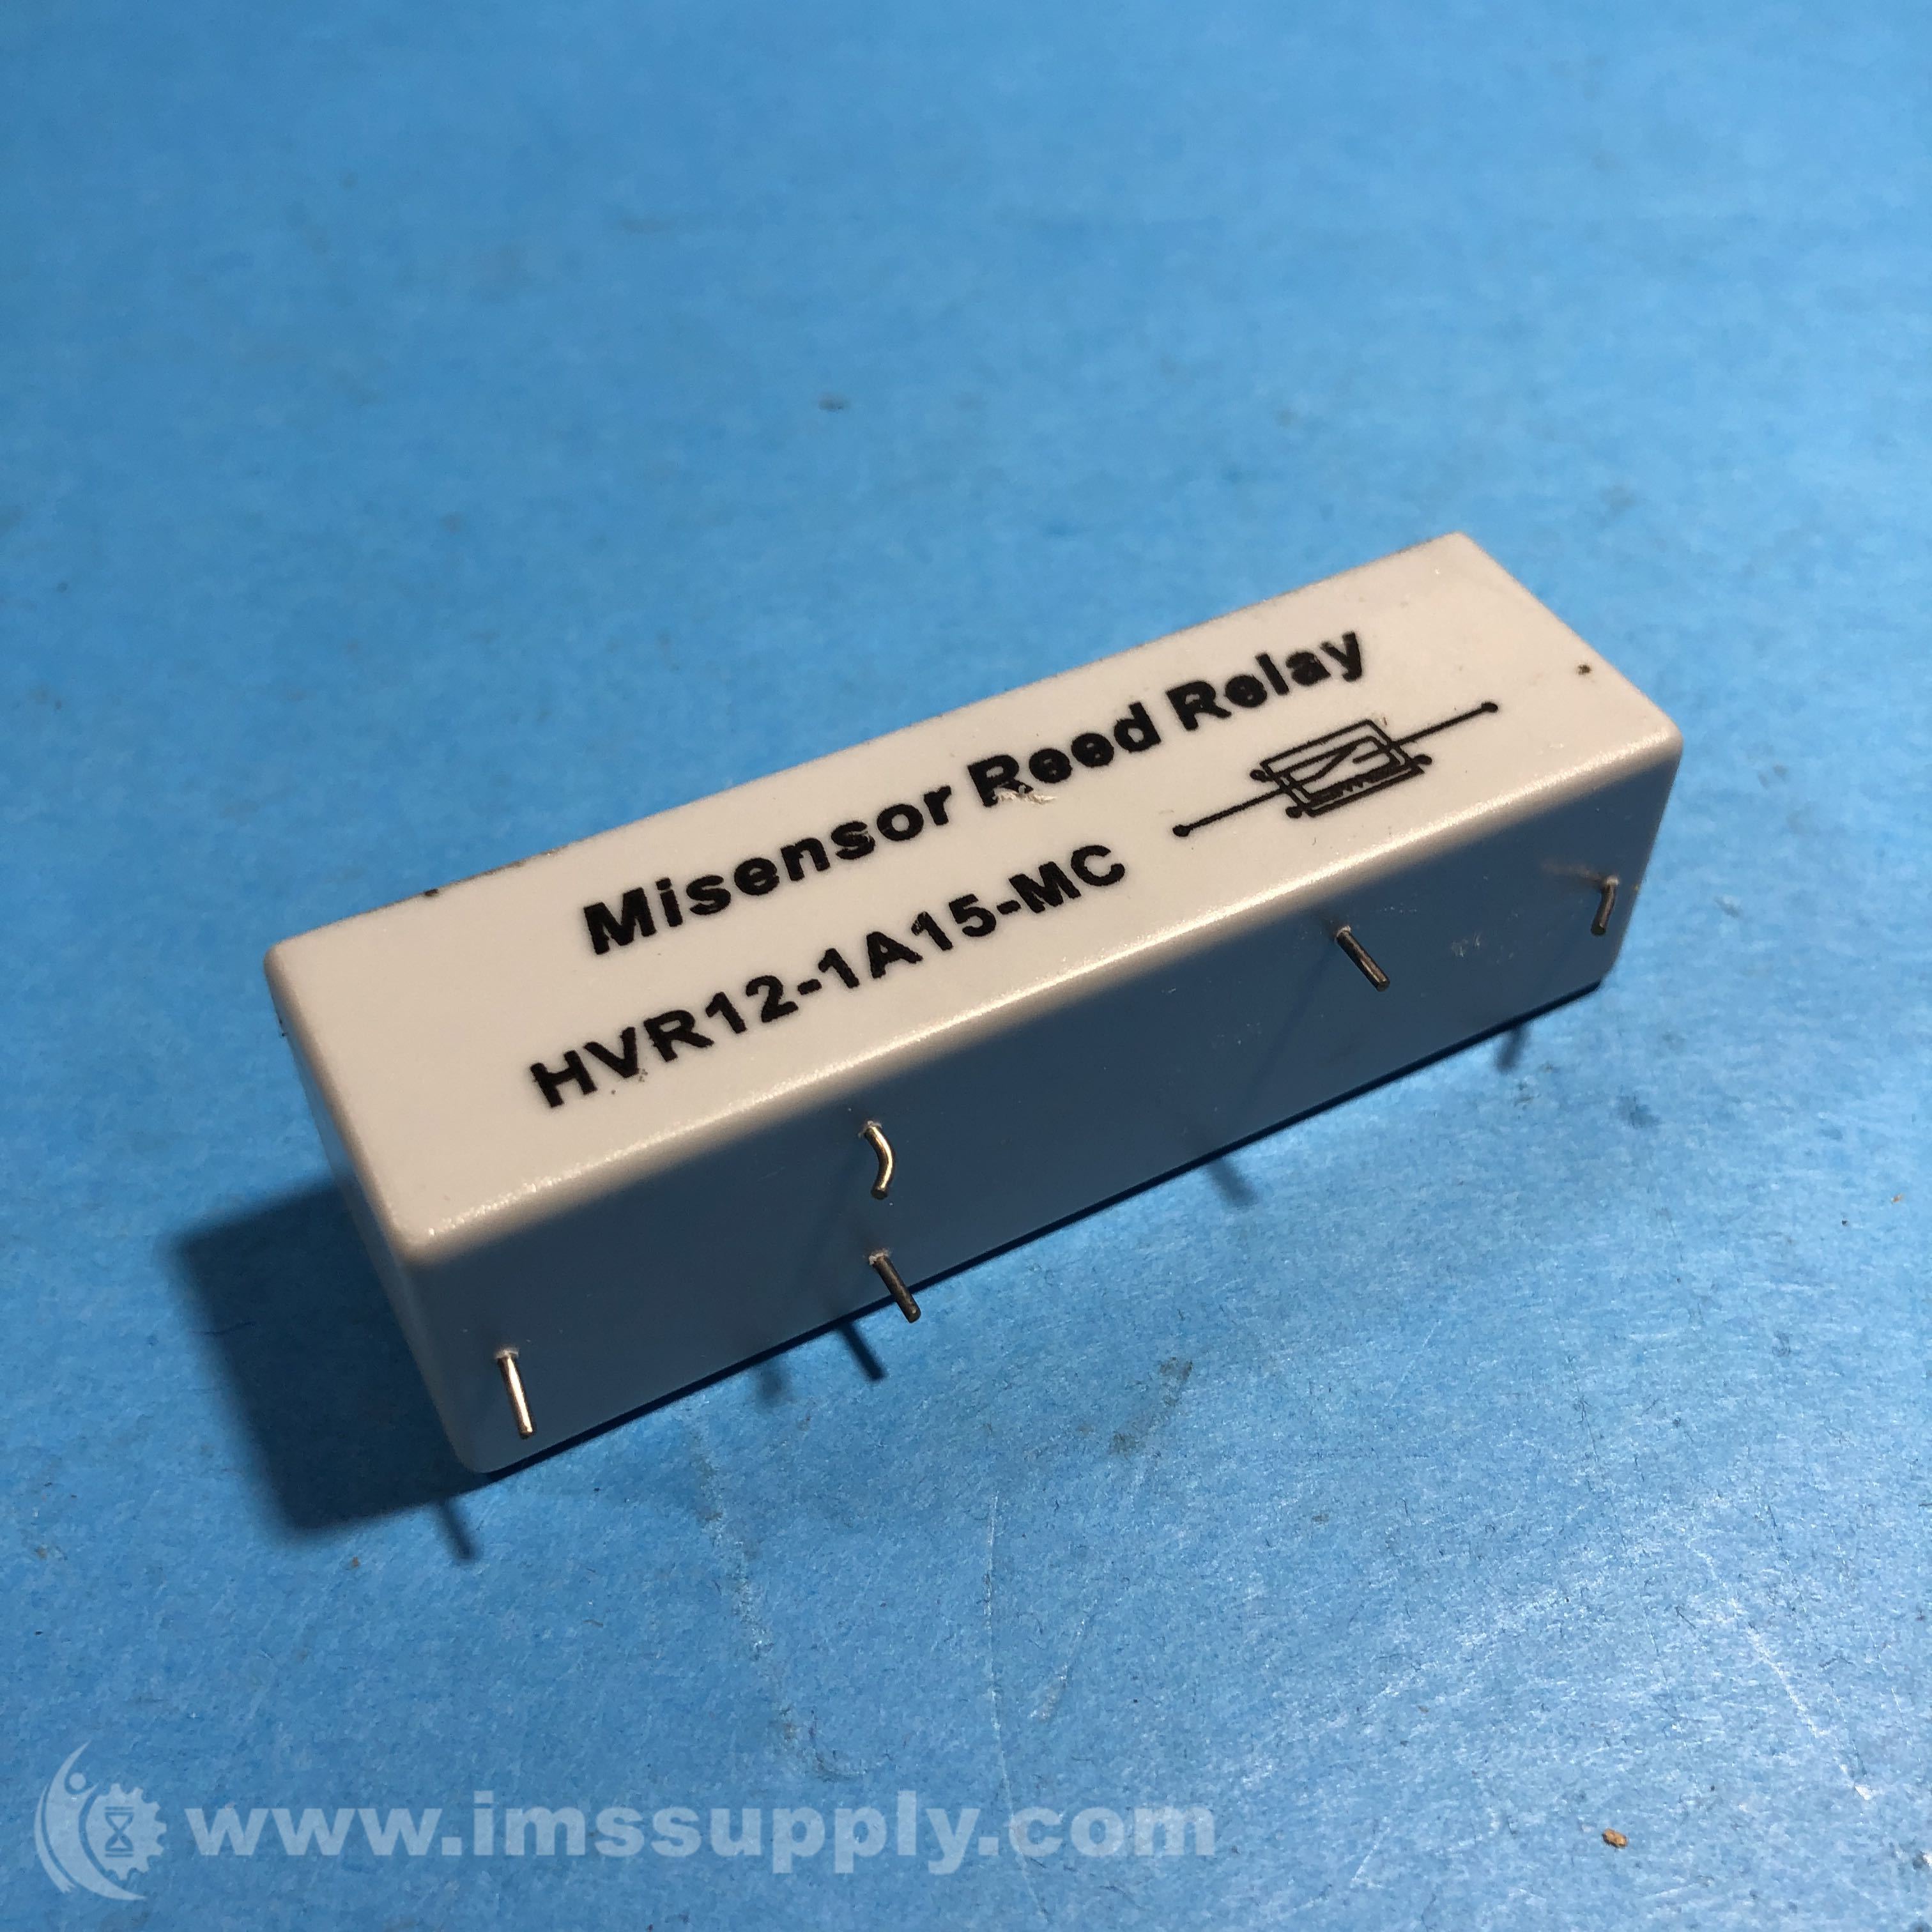 Misensor Reed Relay
HVR12-1A15-MC
www.imssupply.com